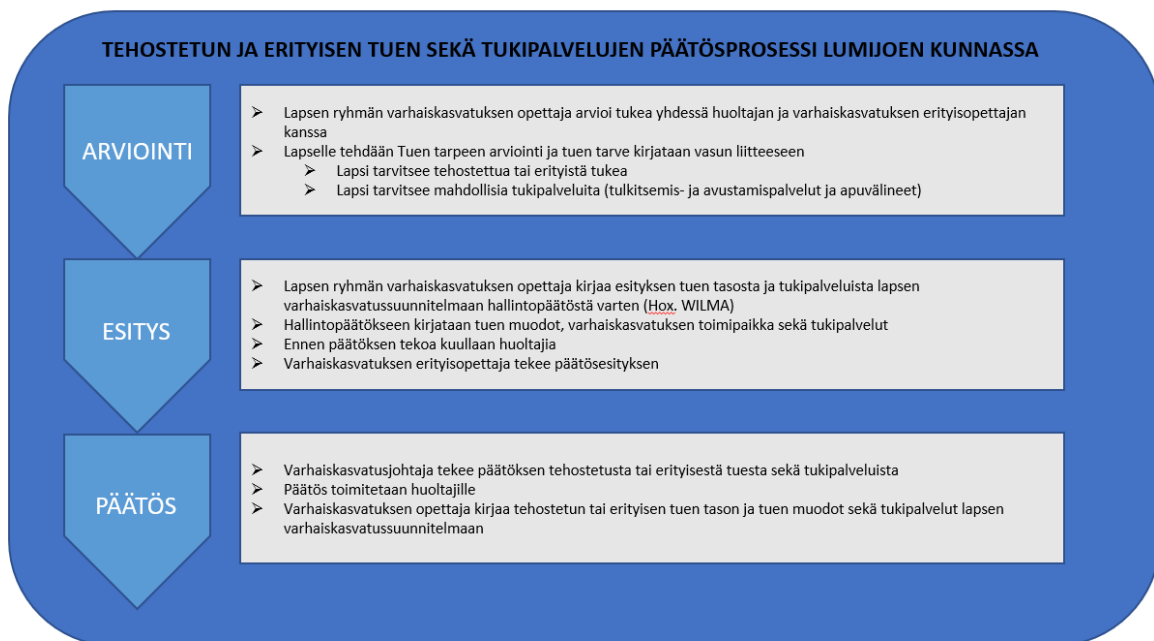 TEHOSTETUN JA ERITYISEN TUEN SEKÄ TUKIPALVELUJEN PÄÄTÖSPROSESSI LUMIJOEN KUNNASSA
ARVIOINTI
➢ Lapsen ryhmän varhaiskasvatuksen opettaja arvioi tukea yhdessä huoltajan ja varhaiskasvatuksen erityisopettajan
kanssa
➢ Lapselle tehdään Tuen tarpeen arviointi ja tuen tarve kirjataan vasun liitteeseen
➢ Lapsi tarvitsee tehostettua tai erityistä tukea
➢ Lapsi tarvitsee mahdollisia tukipalveluita (tulkitsemis- ja avustamispalvelut ja apuvälineet)
ESITYS
➢ Lapsen ryhmän varhaiskasvatuksen opettaja kirjaa esityksen tuen tasosta ja tukipalveluista lapsen
varhaiskasvatussuunnitelmaan hallintopäätöstä varten (Hox. WILMA)
➢ Hallintopäätökseen kirjataan tuen muodot, varhaiskasvatuksen toimipaikka sekä tukipalvelut
➢ Ennen päätöksen tekoa kuullaan huoltajia
➢ Varhaiskasvatuksen erityisopettaja tekee päätösesityksen
PÄÄTÖS
➢ Varhaiskasvatusjohtaja tekee päätöksen tehostetusta tai erityisestä tuesta sekä tukipalveluista
➢ Päätös toimitetaan huoltajille
➢ Varhaiskasvatuksen opettaja kirjaa tehostetun tai erityisen tuen tason ja tuen muodot sekä tukipalvelut lapsen
varhaiskasvatussuunnitelmaan